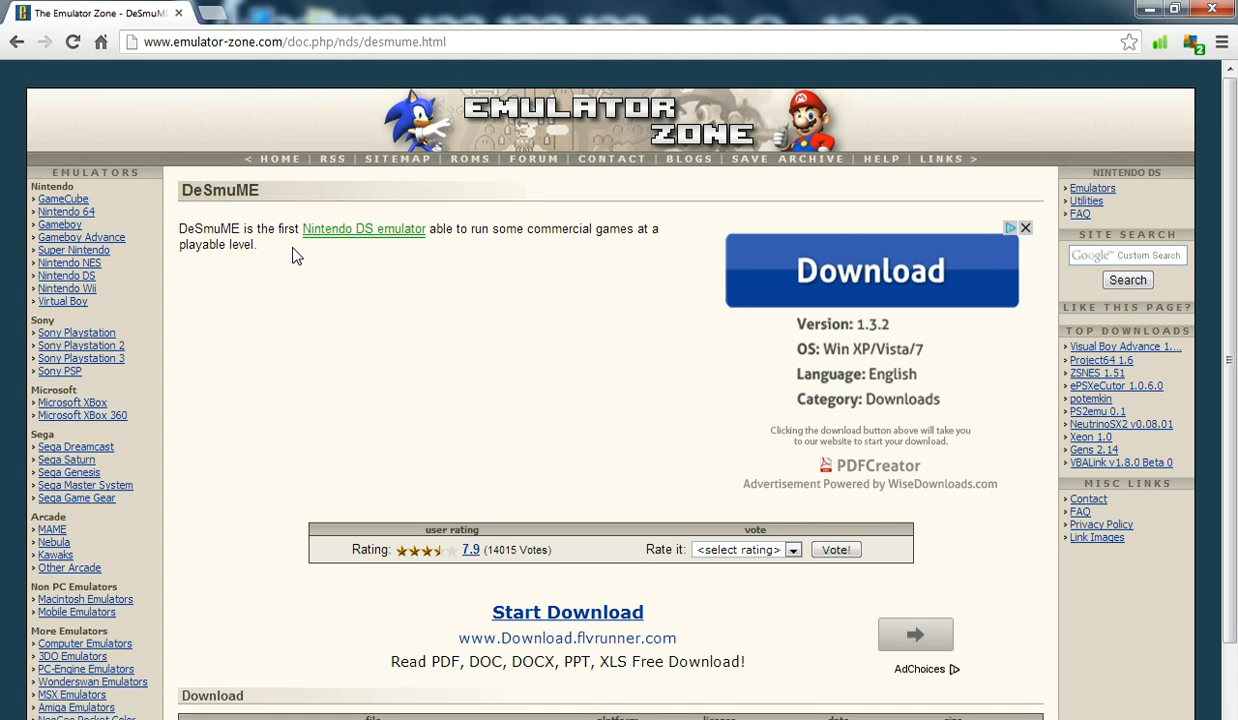 The Emulator Zone - DeSmuM
www.emulator-zone.com/doc.php/nds/desmume.html
2
EMULATOR
ZONE
< HOME | RSS | SITEMAP | ROMS | FORUM | CONTACT | BLOGS | SAVE ARCHIVE | HELP | LINKS >
EMULATORS
Nintendo
GameCube
Nintendo 64
Gameboy
Gameboy Advance
Super Nintendo
Nintendo NES
Nintendo DS
Nintendo Wii
Virtual Boy
Sony
Sony Playstation
Sony Playstation 2
Sony Playstation 3
Sony PSP
Microsoft
Microsoft XBox
Microsoft XBox 360
Sega
Sega Dreamcast
Sega Saturn
Sega Genesis
Sega Master System
Sega Game Gear
Arcade
MAME
Nebula
Kawaks
Other Arcade
Non PC Emulators
Macintosh Emulators
Mobile Emulators
More Emulators
Computer Emulators
3DO Emulators
PC-Engine Emulators
Wonderswan Emulators
MSX Emulators
Amiga Emulators
NeoGeo Pocket Color
DeSmuME
DeSmuME is the first Nintendo DS emulator able to run some commercial games at a
playable level.
Download
Version: 1.3.2
OS: Win XP/Vista/7
Language: English
Category: Downloads
Clicking the download button above will take you
to our website to start your download.
PDFCreator
Advertisement Powered by WiseDownloads.com
user rating vote
Rating: 7.9 (14015 Votes) Rate it: <select rating> Vote!
Start Download
www.Download.flvrunner.com
Read PDF, DOC, DOCX, PPT, XLS Free Download!
AdChoices
Download
file platform license date size
NINTENDO DS
Emulators
Utilities
FAQ
SITE SEARCH
Google™ Custom Search
Search
LIKE THIS PAGE?
TOP DOWNLOADS
Visual Boy Advance 1....
Project64 1.6
ZSNES 1.51
ePSXeCutor 1.0.6.0
potemkin
PS2emu 0.1
NeutrinoSX2 v0.08.01
Xeon 1.0
Gens 2.14
VBALink v1.8.0 Beta 0
MISC LINKS
Contact
FAQ
Privacy Policy
Link Images